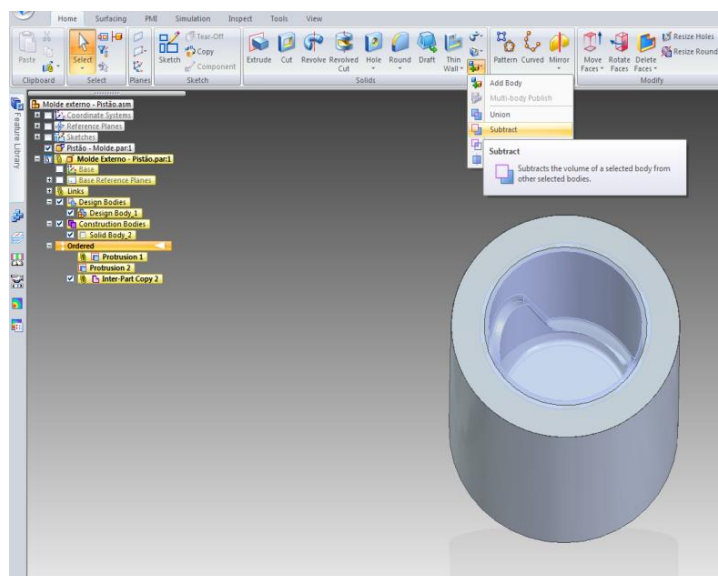 Home Surfacing PMI Simulation Inspect Tools View
Tear-Off
Copy
Component
Paste Select Sketch Extrude Cut Revolve Revolved Cut Hole Round Draft Thin Wall Pattern Curved Mirror Move Faces Rotate Faces Delete Faces
Resize Holes
Resize Round
Clipboard Select Planes Sketch Solids Modify
Add Body
Multi-body Publish
Union
Subtract
Subtract
Subtracts the volume of a selected body from
other selected bodies.
Feature Library
Molde externo - Pistão.asm
Coordinate Systems
Reference Planes
Sketches
Pistão - Molde.par:1
Molde Externo - Pistão.par:1
Base
Base Reference Planes
Links
Design Bodies
Design Body_1
Construction Bodies
Solid Body_2
Ordered
Protrusion 1
Protrusion 2
Inter-Part Copy 2